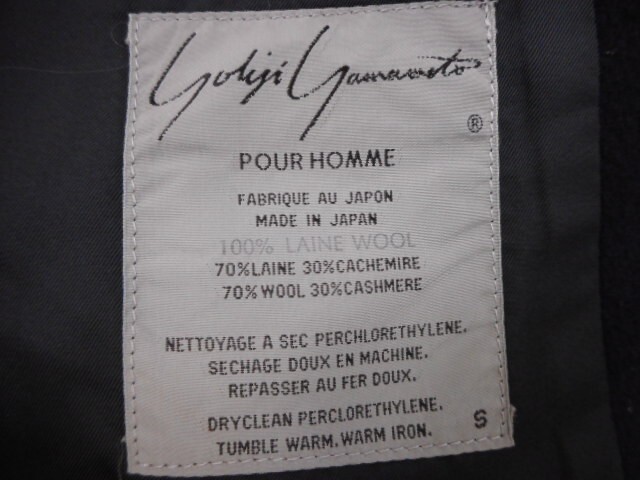 Yohji Yamamoto
®
POUR HOMME
FABRIQUE AU JAPON
MADE IN JAPAN
100% LAINE WOOL
70%LAINE 30%CACHEMIRE
70%WOOL 30%CASHMERE
NETTOYAGE A SEC PERCHLORETHYLENE.
SECHAGE DOUX EN MACHINE.
REPASSER AU FER DOUX.
DRYCLEAN PERCLORETHYLENE.
TUMBLE WARM. WARM IRON. S